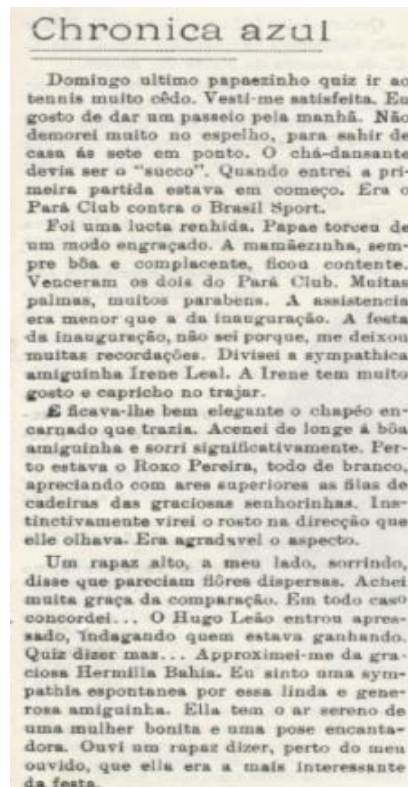 Chronica azul
Domingo ultimo papaezinho quiz ir ao
tennis muito cêdo. Vesti-me satisfeita. Eu
gosto de dar um passeio pela manhã. Não
demorei muito no espelho, para sahir de
casa ás sete em ponto. O chá-dansante
devia ser o "succo". Quando entrei a pri-
meira partida estava em começo. Era o
Pará Club contra o Brasil Sport.
Foi uma lucta renhida. Papae torceu de
um modo engraçado. A mamãezinha, sem-
pre bôa e complacente, ficou contente.
Venceram os dois do Pará Club. Muitas
palmas, muitos parabens. A assistencia
era menor que a da inauguração. A festa
da inauguração, não sei porque, me deixou
muitas recordações. Divisei a sympathica
amiguinha Irene Leal. A Irene tem muito
gosto e capricho no trajar.
E ficava-lhe bem elegante o chapéo en-
carnado que trazia. Acenei de longe á bôa
amiguinha e sorri significativamente. Per-
to estava o Roxo Pereira, todo de branco,
apreciando com ares superiores as filas de
cadeiras das graciosas senhorinhas. Ins-
tinctivamente virei o rosto na direcção que
elle olhava. Era agradavel o aspecto.
Um rapaz alto, a meu lado, sorrindo,
disse que pareciam flôres dispersas. Achei
muita graça da comparação. Em todo caso
concordei... O Hugo Leão entrou apres-
sado, indagando quem estava ganhando.
Quiz dizer mas... Approximei-me da gra-
ciosa Hermilla Bahia. Eu sinto uma sym-
pathia espontanea por essa linda e gene-
rosa amiguinha. Ella tem o ar sereno de
uma mulher bonita e uma pose encanta-
dora. Ouvi um rapaz dizer, perto do meu
ouvido, que ella era a mais interessante
da festa.